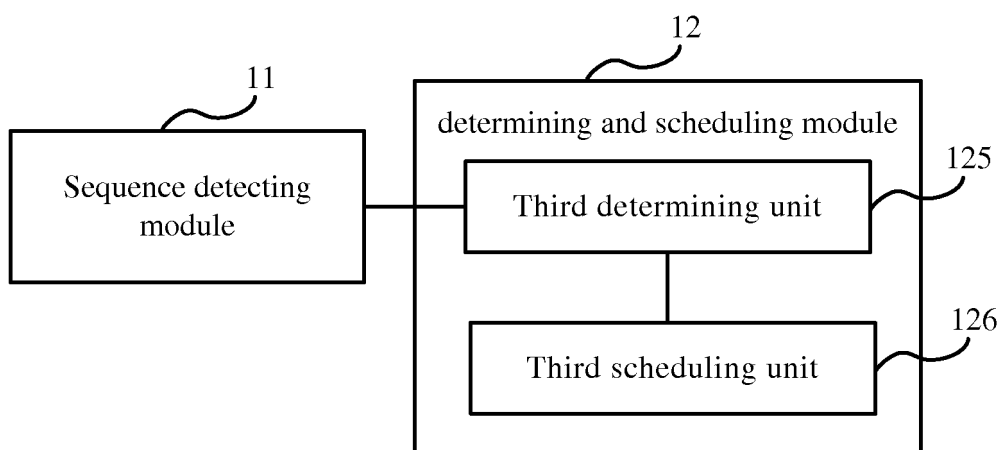 12
11
determining and scheduling module
125
Sequence detecting
module
Third determining unit
126
Third scheduling unit